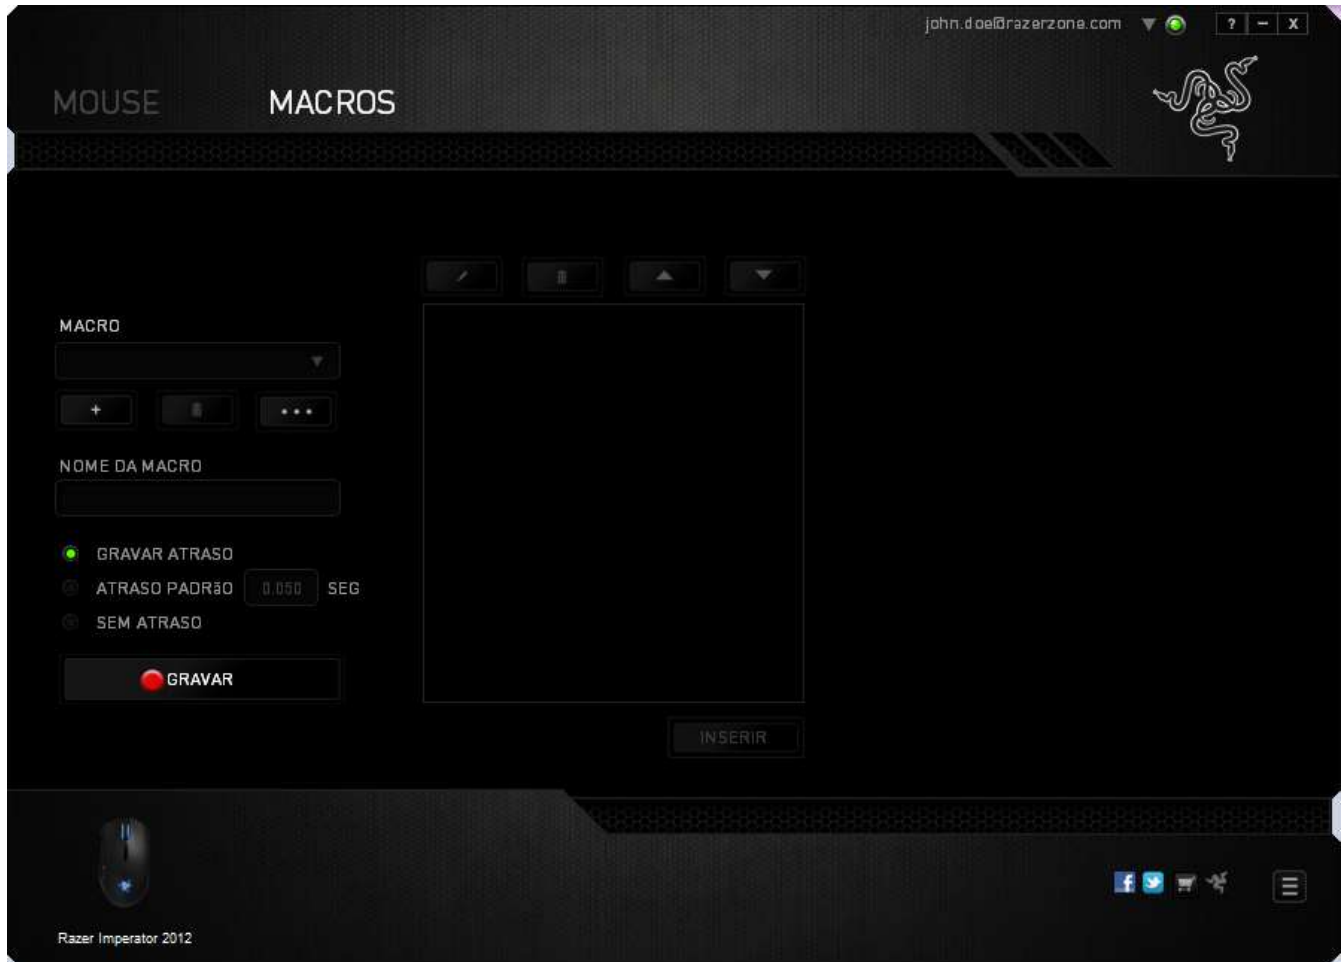 john.doe@razerzone.com
? - X
MOUSE MACROS
MACRO
+ •••
NOME DA MACRO
GRAVAR ATRASO
ATRASO PADRãO 0.050 SEG
SEM ATRASO
GRAVAR
INSERIR
f
Razer Imperator 2012